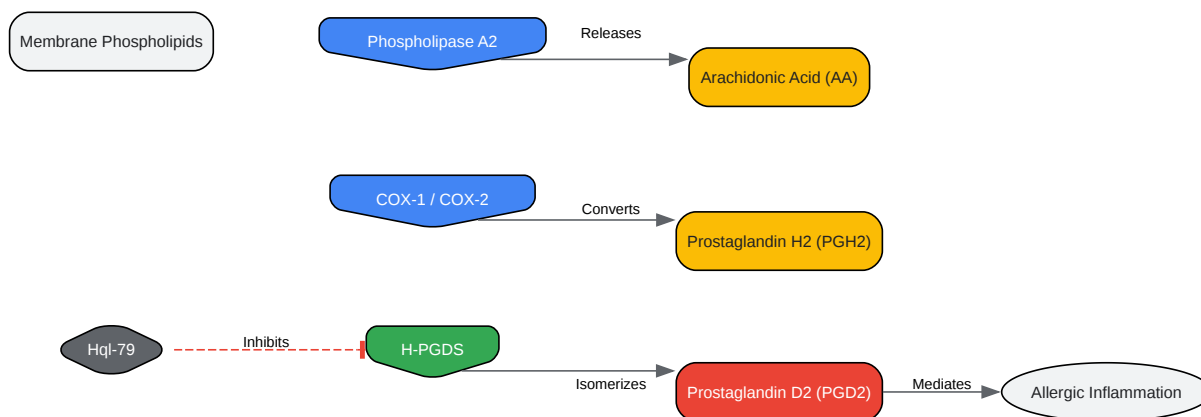 Membrane Phospholipids
Phospholipase A2
Releases
Arachidonic Acid (AA)
COX-1 / COX-2
Converts
Prostaglandin H2 (PGH2)
Hql-79
Inhibits
H-PGDS
Isomerizes
Prostaglandin D2 (PGD2)
Mediates
Allergic Inflammation